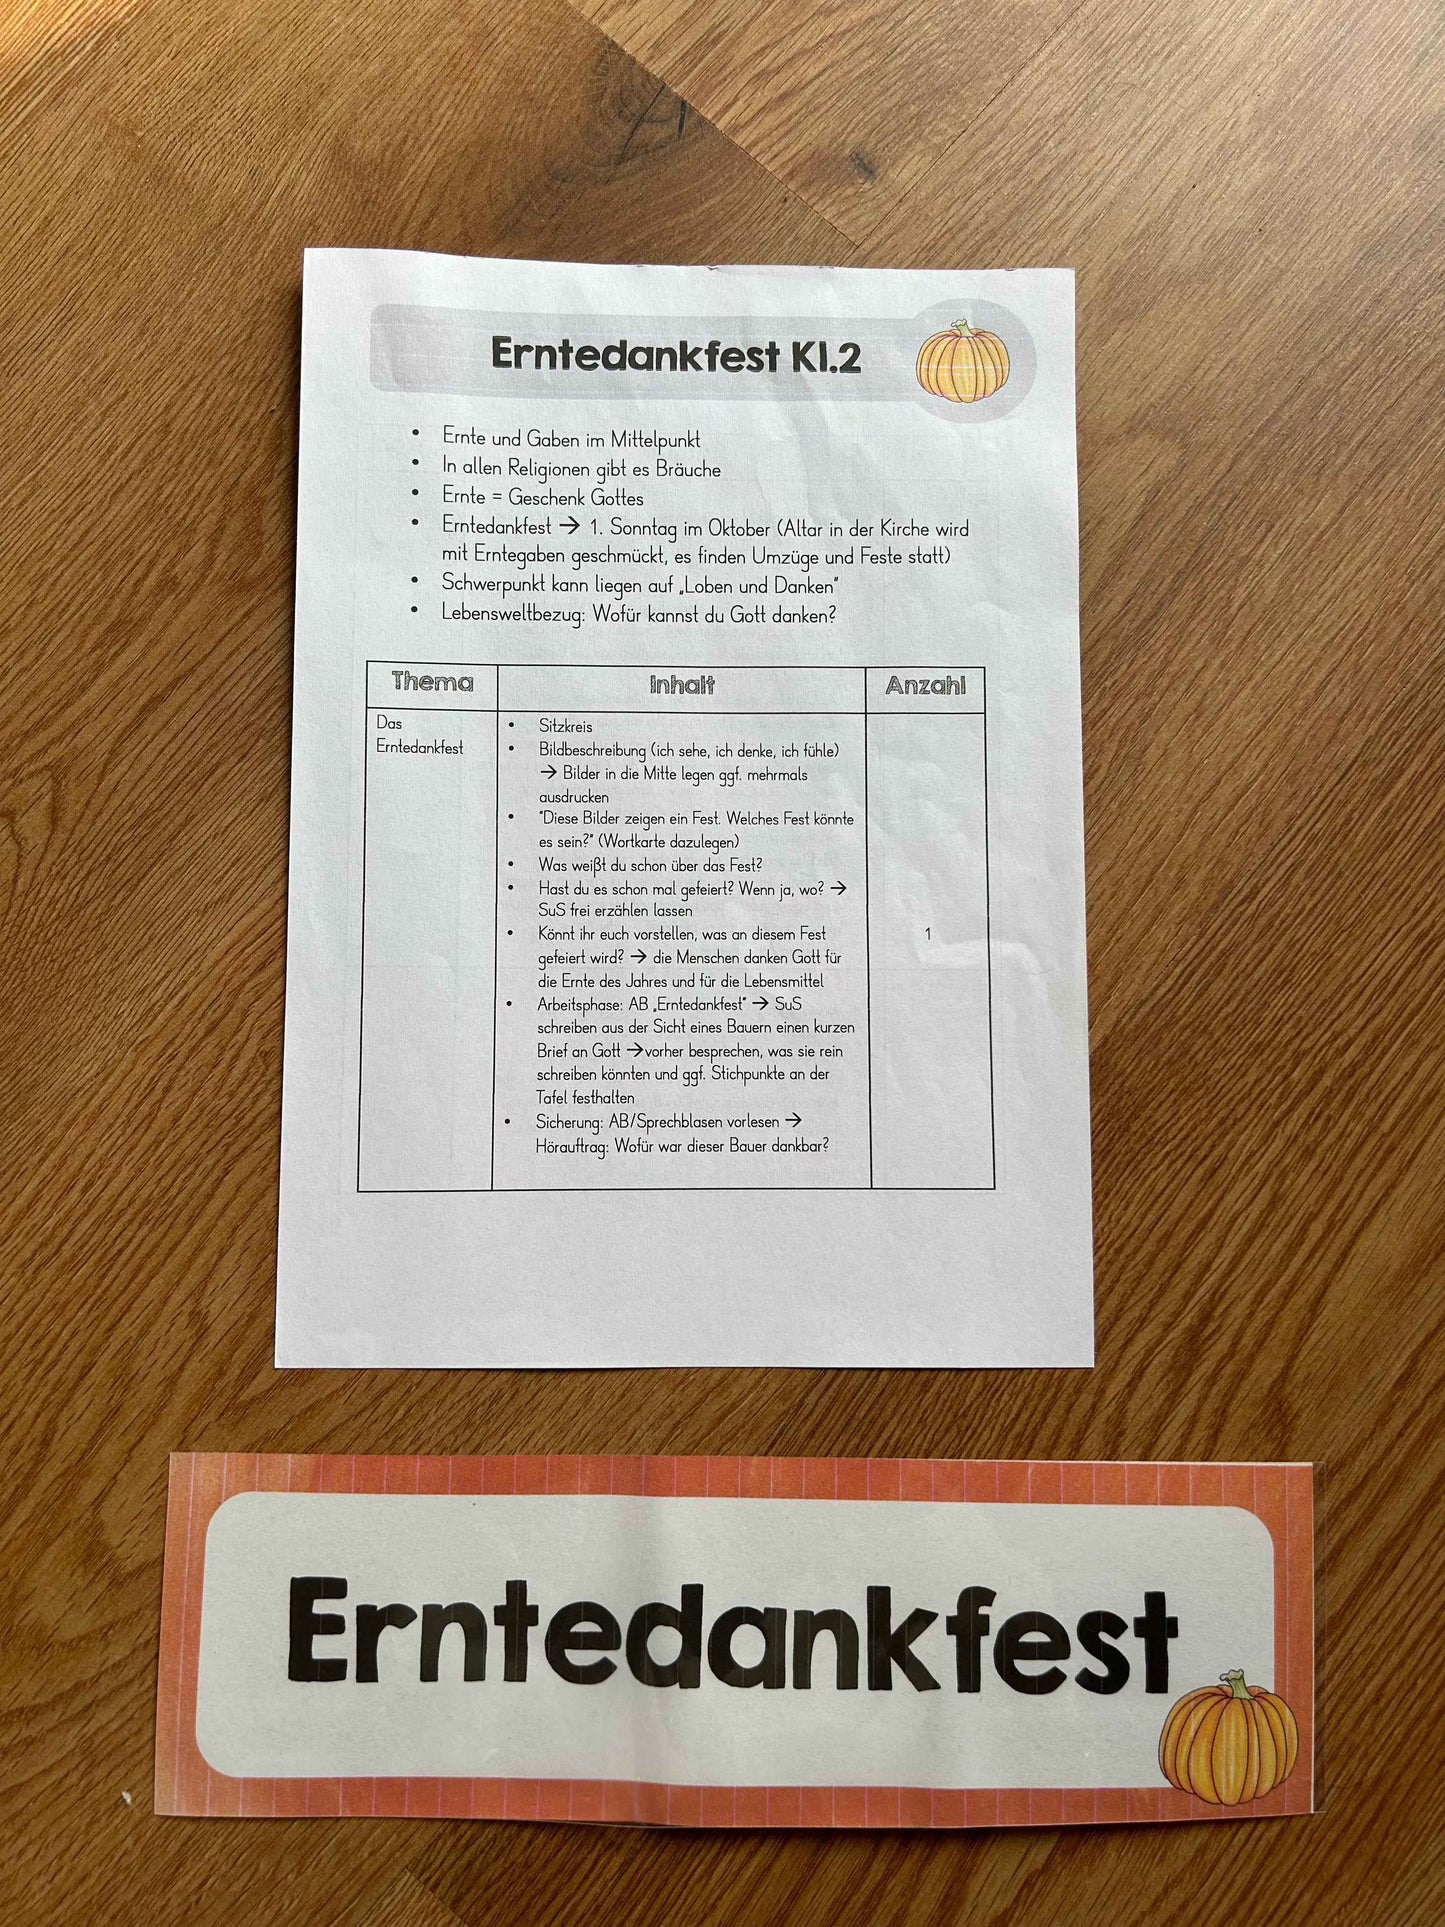 Erntedankfest Kl.2
• Ernte und Gaben im Mittelpunkt
• In allen Religionen gibt es Bräuche
• Ernte = Geschenk Gottes
• Erntedankfest → 1. Sonntag im Oktober (Altar in der Kirche wird
mit Erntegaben geschmückt, es finden Umzüge und Feste statt)
• Schwerpunkt kann liegen auf „Loben und Danken"
• Lebensweltbezug: Wofür kannst du Gott danken?
Thema Inhalt Anzahl
Das
Erntedankfest
• Sitzkreis
• Bildbeschreibung (ich sehe, ich denke, ich fühle)
→ Bilder in die Mitte legen ggf. mehrmals
ausdrucken
• "Diese Bilder zeigen ein Fest. Welches Fest könnte
es sein?" (Wortkarte dazulegen)
• Was weißt du schon über das Fest?
• Hast du es schon mal gefeiert? Wenn ja, wo? →
SuS frei erzählen lassen
• Könnt ihr euch vorstellen, was an diesem Fest
gefeiert wird? → die Menschen danken Gott für
die Ernte des Jahres und für die Lebensmittel
• Arbeitsphase: AB „Erntedankfest" → SuS
schreiben aus der Sicht eines Bauern einen kurzen
Brief an Gott →vorher besprechen, was sie rein
schreiben könnten und ggf. Stichpunkte an der
Tafel festhalten
• Sicherung: AB/Sprechblasen vorlesen →
Hörauftrag: Wofür war dieser Bauer dankbar?
1
Erntedankfest